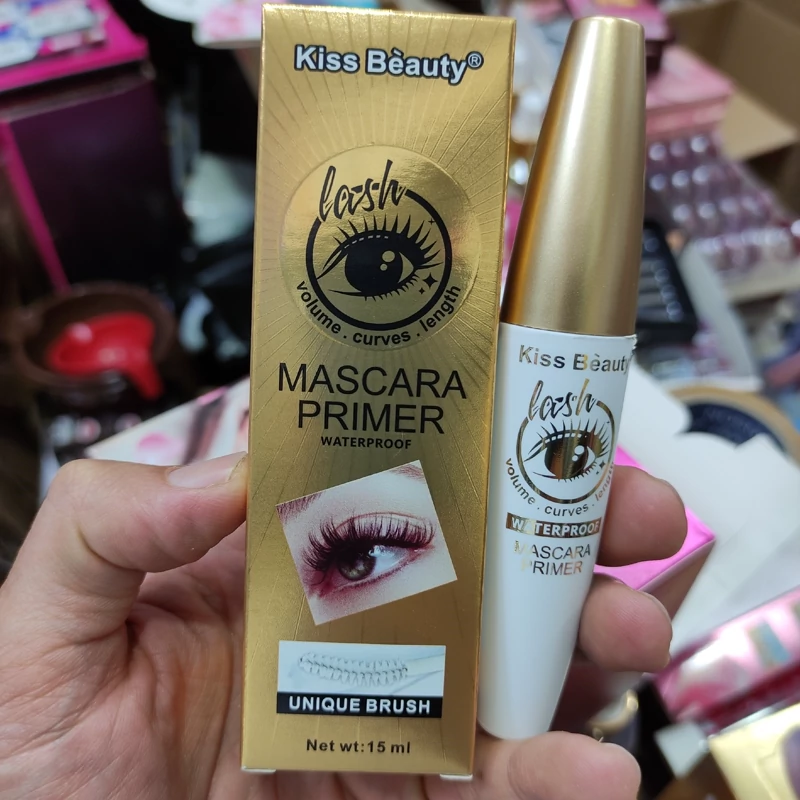 Kiss Bèauty®
lash
volume . curves . length
MASCARA
PRIMER
WATERPROOF
UNIQUE BRUSH
Net wt:15 ml
Kiss Bèauty
lash
volume . curves . length
WATERPROOF
MASCARA
PRIMER